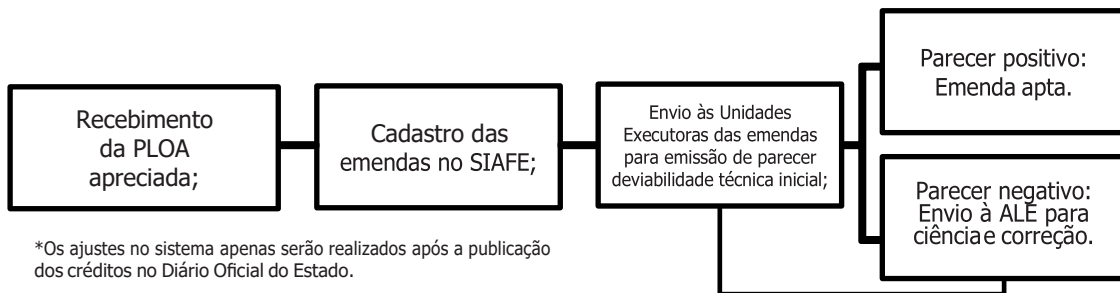 Recebimento
da PLOA
apreciada;
Cadastro das
emendas no SIAFE;
Envio às Unidades
Executoras das emendas
para emissão de parecer
deviabilidade técnica inicial;
Parecer positivo:
Emenda apta.
Parecer negativo:
Envio à ALE para
ciência e correção.
*Os ajustes no sistema apenas serão realizados após a publicação
dos créditos no Diário Oficial do Estado.